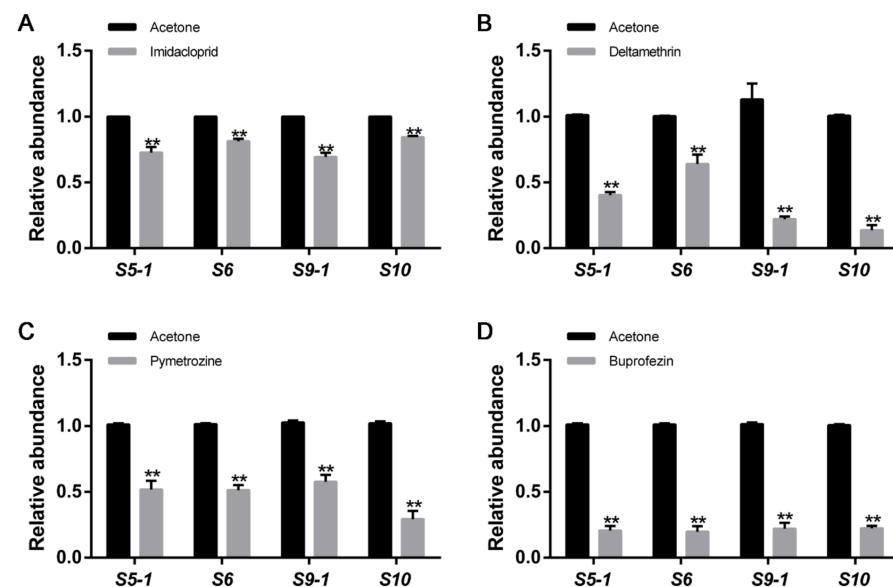 A
Acetone
Imidacloprid
Relative abundance
1.5
1.0
0.5
0.0
** ** ** **
S5-1 S6 S9-1 S10
B
Acetone
Deltamethrin
Relative abundance
1.5
1.0
0.5
0.0
** ** ** **
S5-1 S6 S9-1 S10
C
Acetone
Pymetrozine
Relative abundance
1.5
1.0
0.5
0.0
** ** ** **
S5-1 S6 S9-1 S10
D
Acetone
Buprofezin
Relative abundance
1.5
1.0
0.5
0.0
** ** ** **
S5-1 S6 S9-1 S10